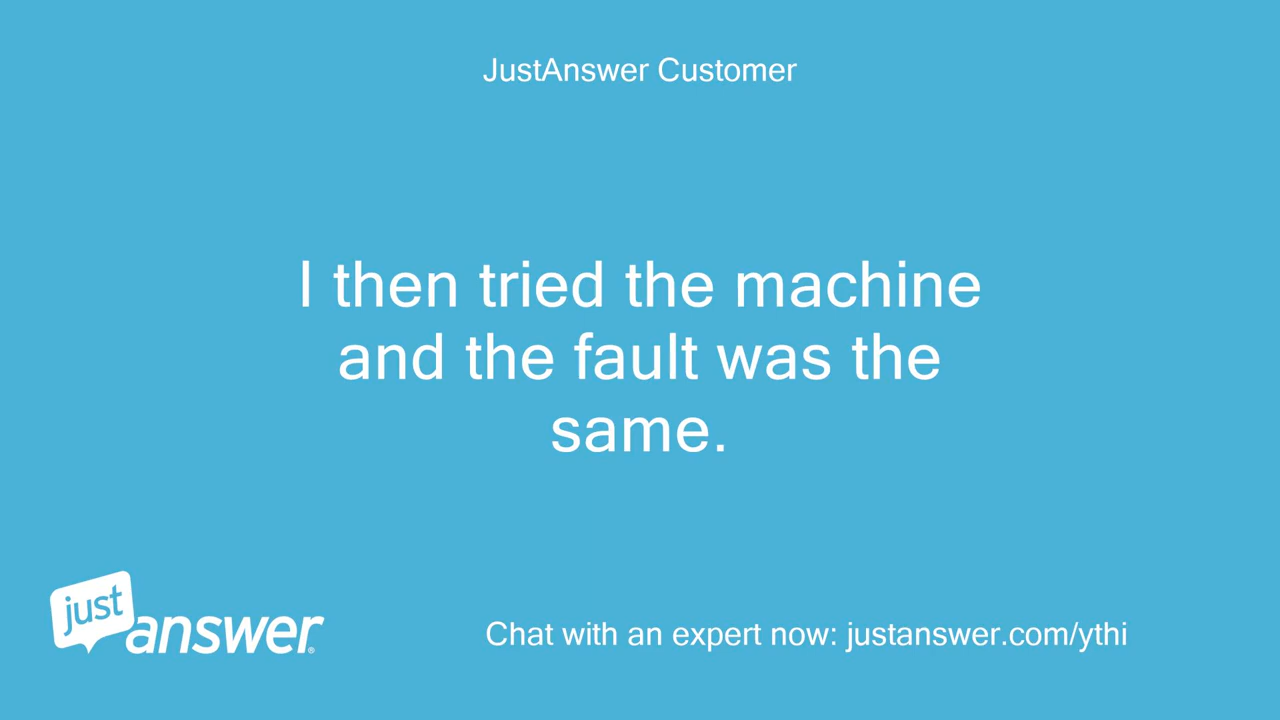 JustAnswer Customer
I then tried the machine
and the fault was the
same.
just
answer®
Chat with an expert now: justanswer.com/ythi